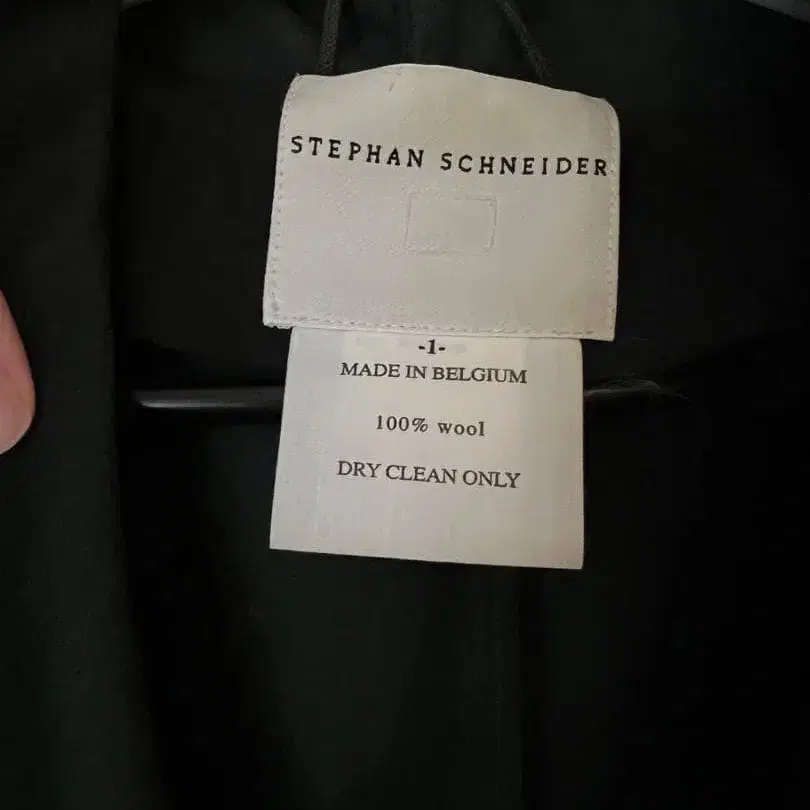 STEPHAN SCHNEIDER
-1-
MADE IN BELGIUM
100% wool
DRY CLEAN ONLY